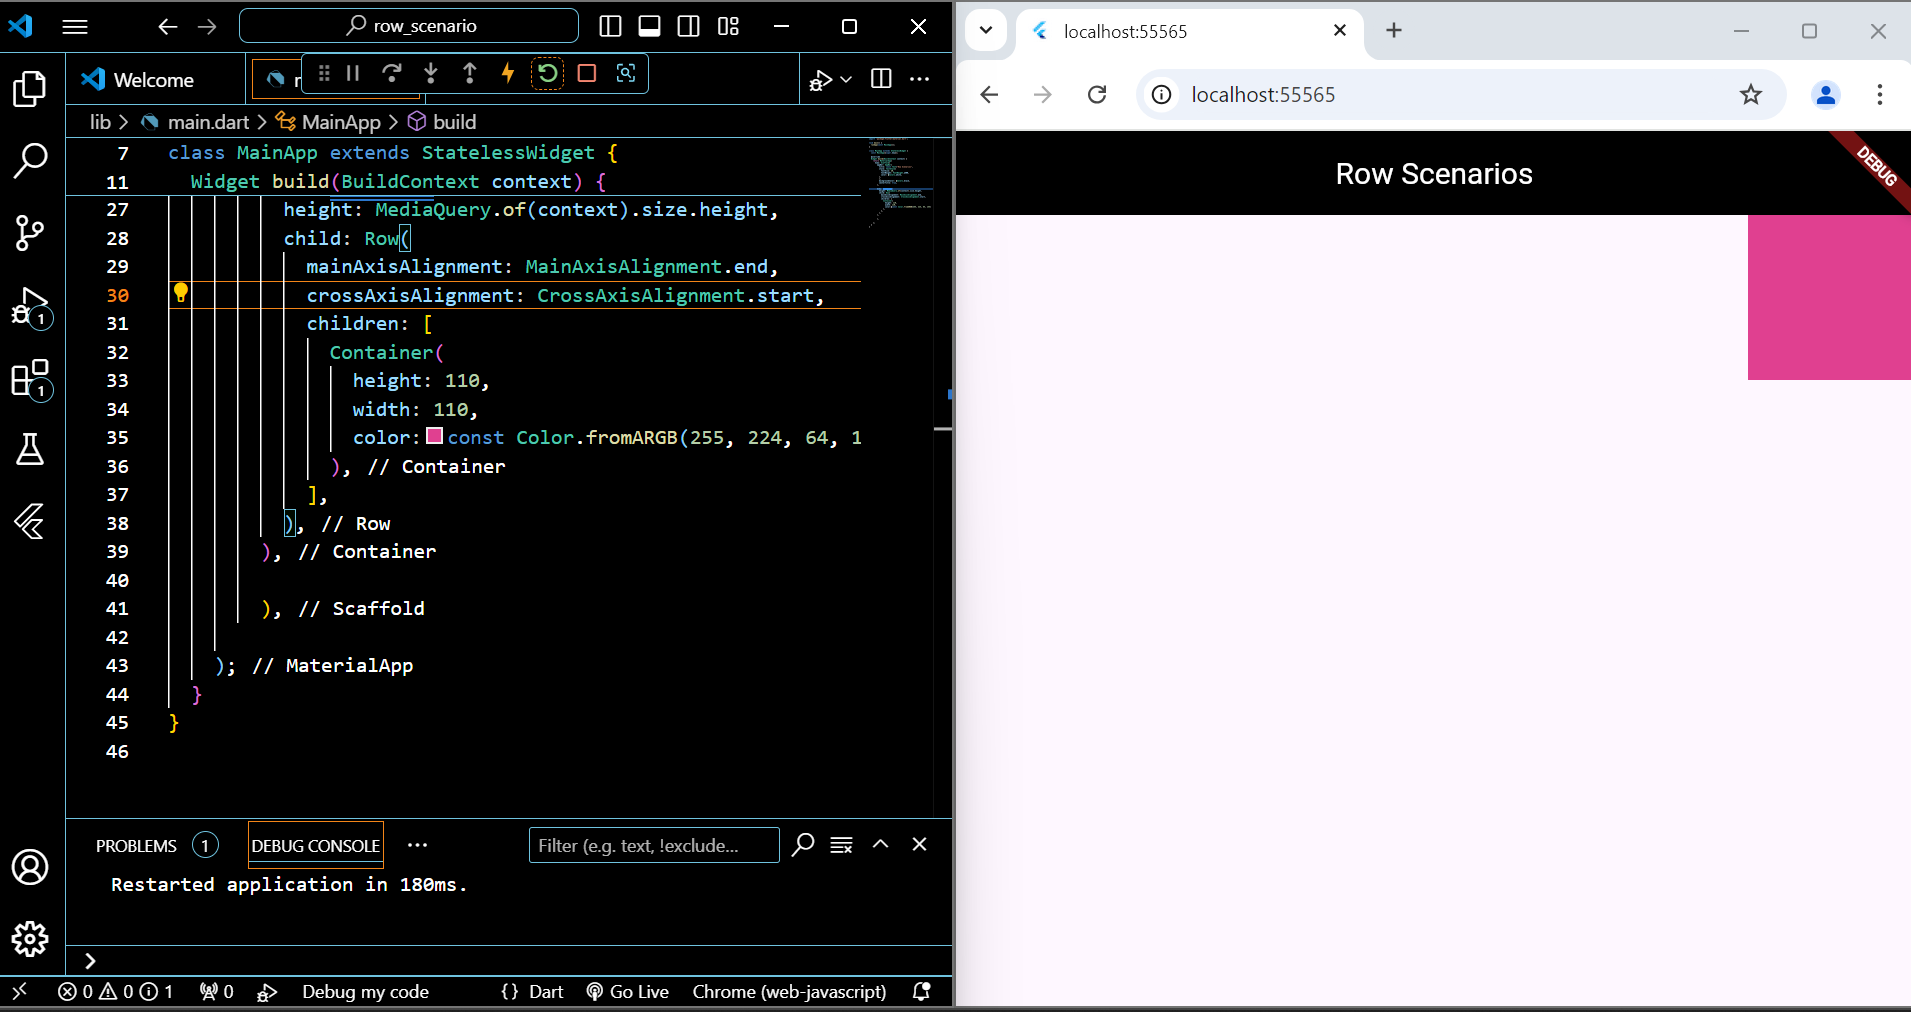 row_scenario
Welcome
lib > main.dart > MainApp > build
7 class MainApp extends StatelessWidget {
11 Widget build(BuildContext context) {
27 height: MediaQuery.of(context).size.height,
28 child: Row(
29 mainAxisAlignment: MainAxisAlignment.end,
30 crossAxisAlignment: CrossAxisAlignment.start,
31 children: [
32 Container(
33 height: 110,
34 width: 110,
35 color: const Color.fromARGB(255, 224, 64, 1
36 ), // Container
37 ],
38 ), // Row
39 ), // Container
40
41 ), // Scaffold
42
43 ); // MaterialApp
44 }
45 }
46
1
1
PROBLEMS 1 DEBUG CONSOLE ... Filter (e.g. text, !exclude...
Restarted application in 180ms.
>
0 0 1 0 Debug my code {} Dart Go Live Chrome (web-javascript)
localhost:55565
localhost:55565
Row Scenarios
DEBUG